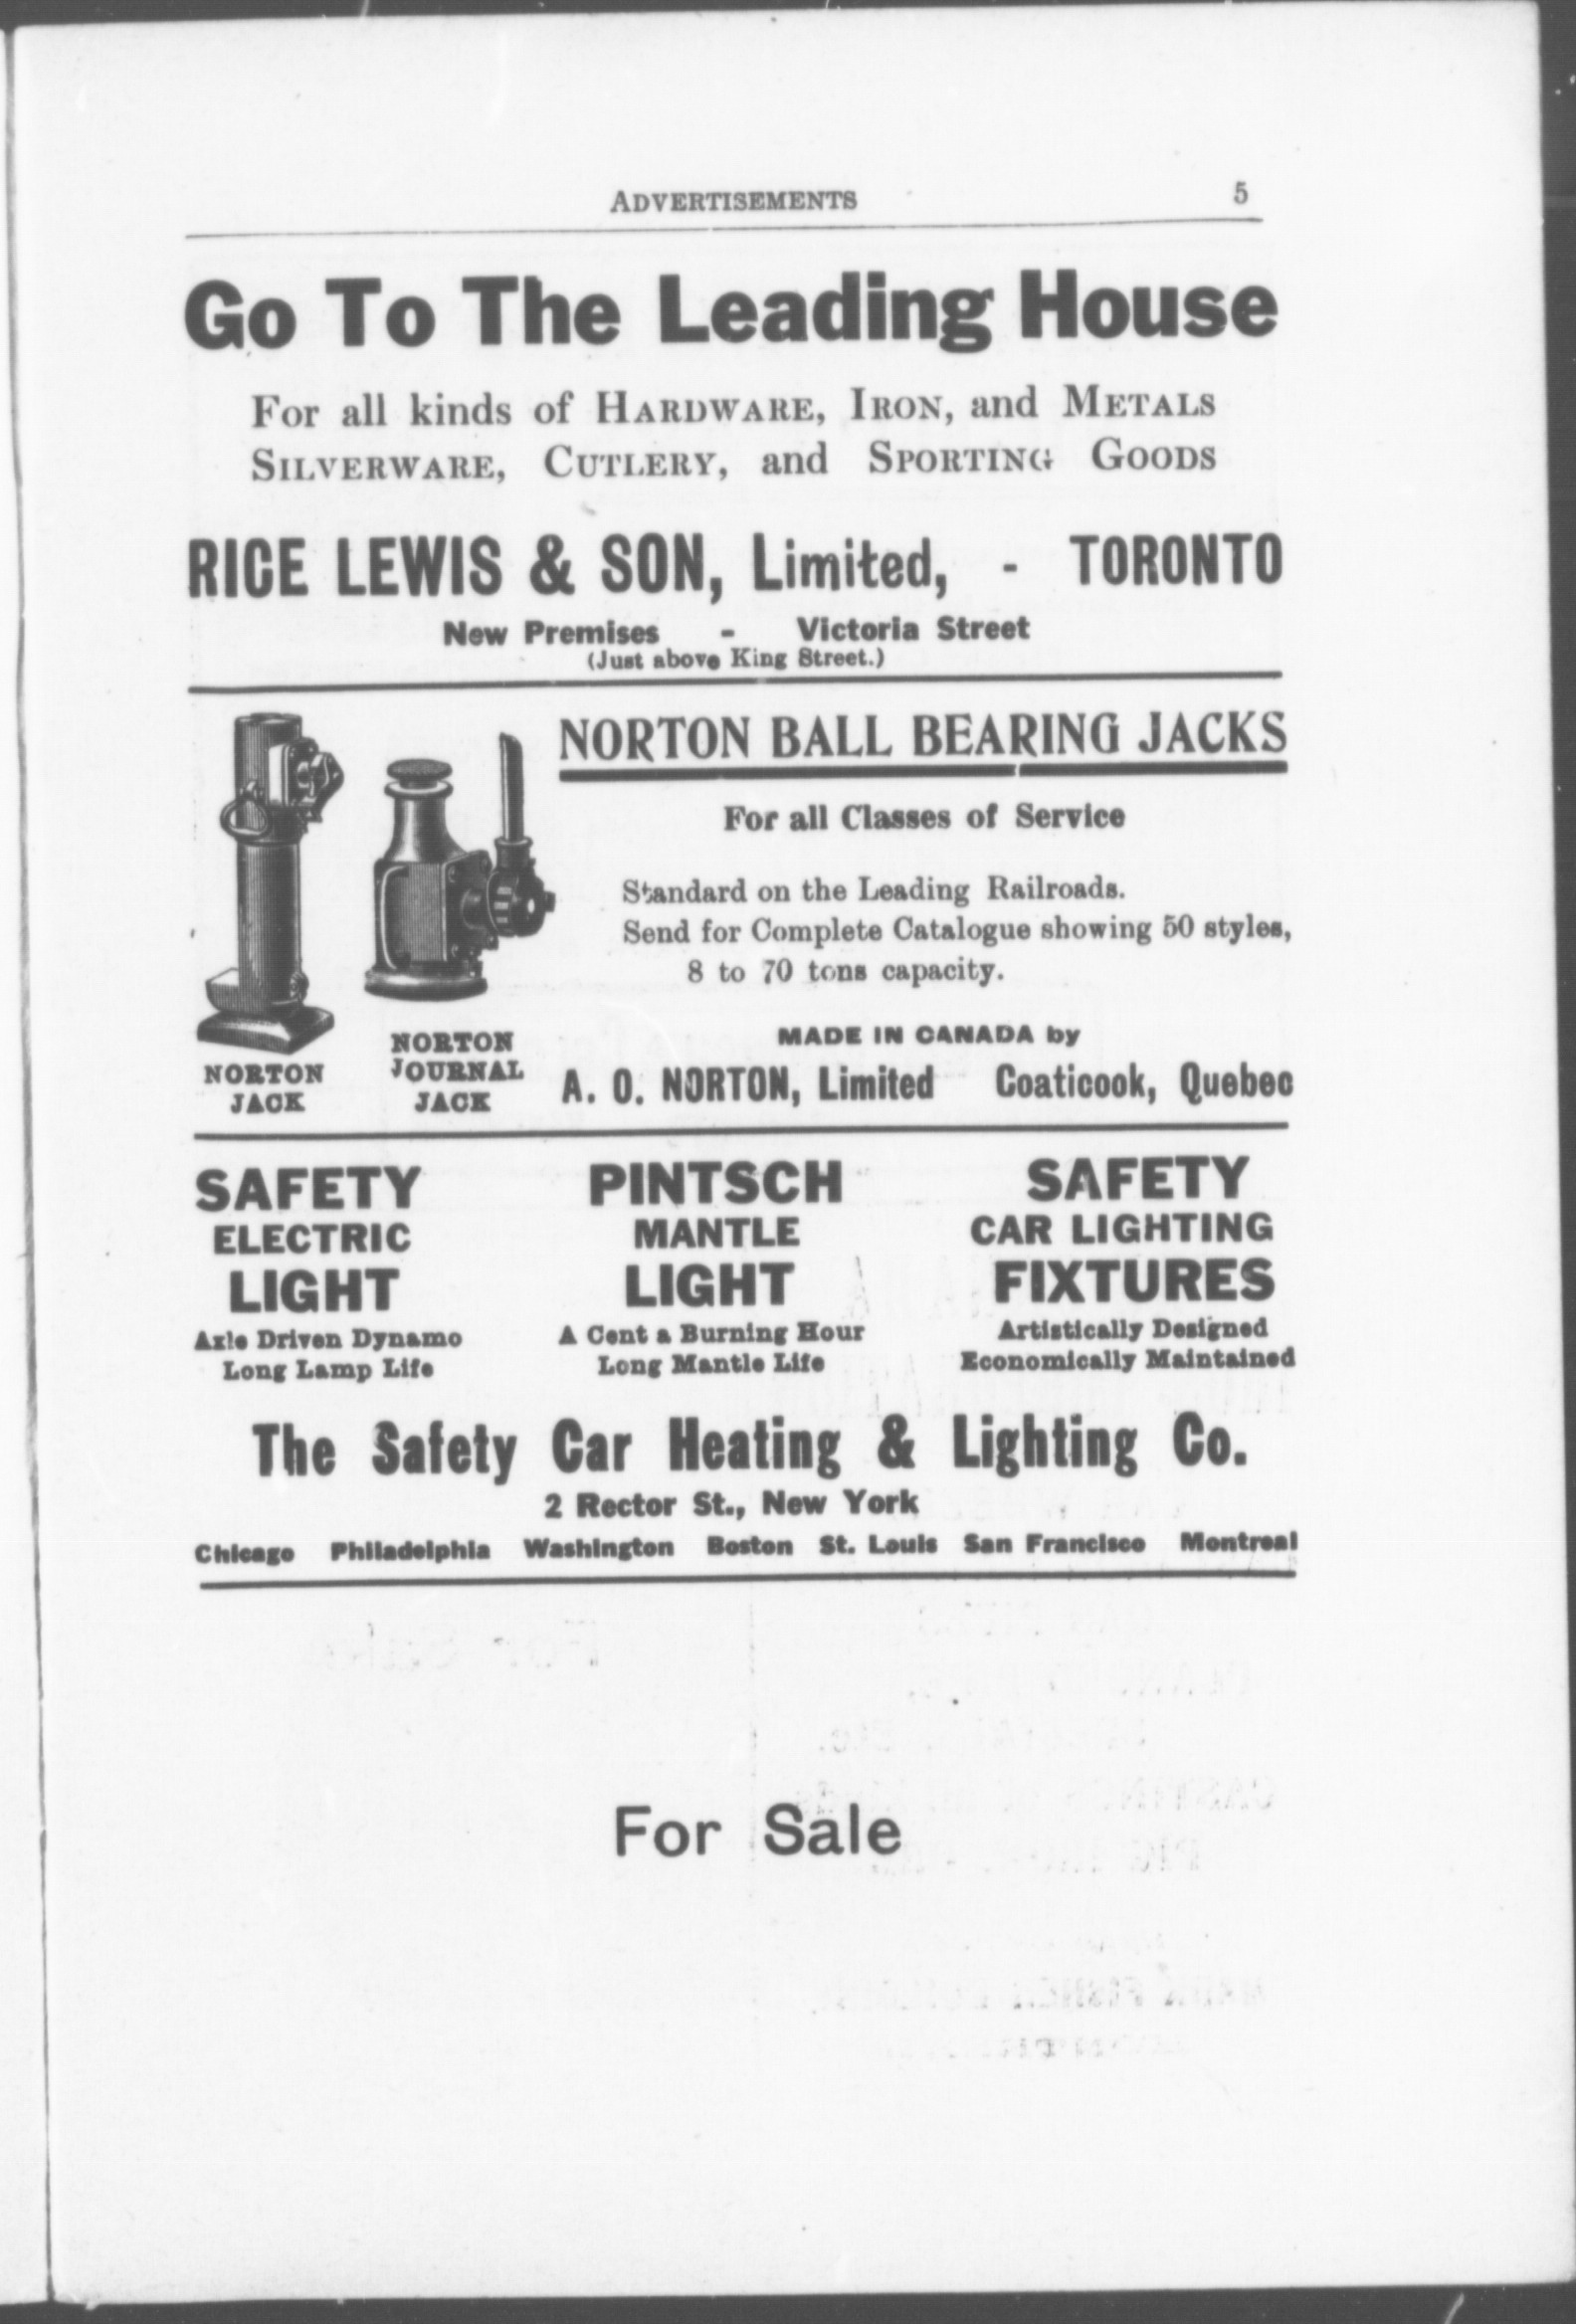 ADVERTISEMENTS 5
Go To The Leading House
For all kinds of HARDWARE, IRON, and METALS
SILVERWARE, CUTLERY, and SPORTING GOODS
RICE LEWIS & SON, Limited, - TORONTO
New Premises - Victoria Street
(Just above King Street.)
NORTON BALL BEARING JACKS
For all Classes of Service
Standard on the Leading Railroads.
Send for Complete Catalogue showing 50 styles,
8 to 70 tons capacity.
NORTON
JACK
NORTON
JOURNAL
JACK
MADE IN CANADA by
A. O. NORTON, Limited Coaticook, Quebec
SAFETY
ELECTRIC
LIGHT
Axle Driven Dynamo
Long Lamp Life
PINTSCH
MANTLE
LIGHT
A Cent a Burning Hour
Long Mantle Life
SAFETY
CAR LIGHTING
FIXTURES
Artistically Designed
Economically Maintained
The Safety Car Heating & Lighting Co.
2 Rector St., New York
Chicago Philadelphia Washington Boston St. Louis San Francisco Montreal
For Sale